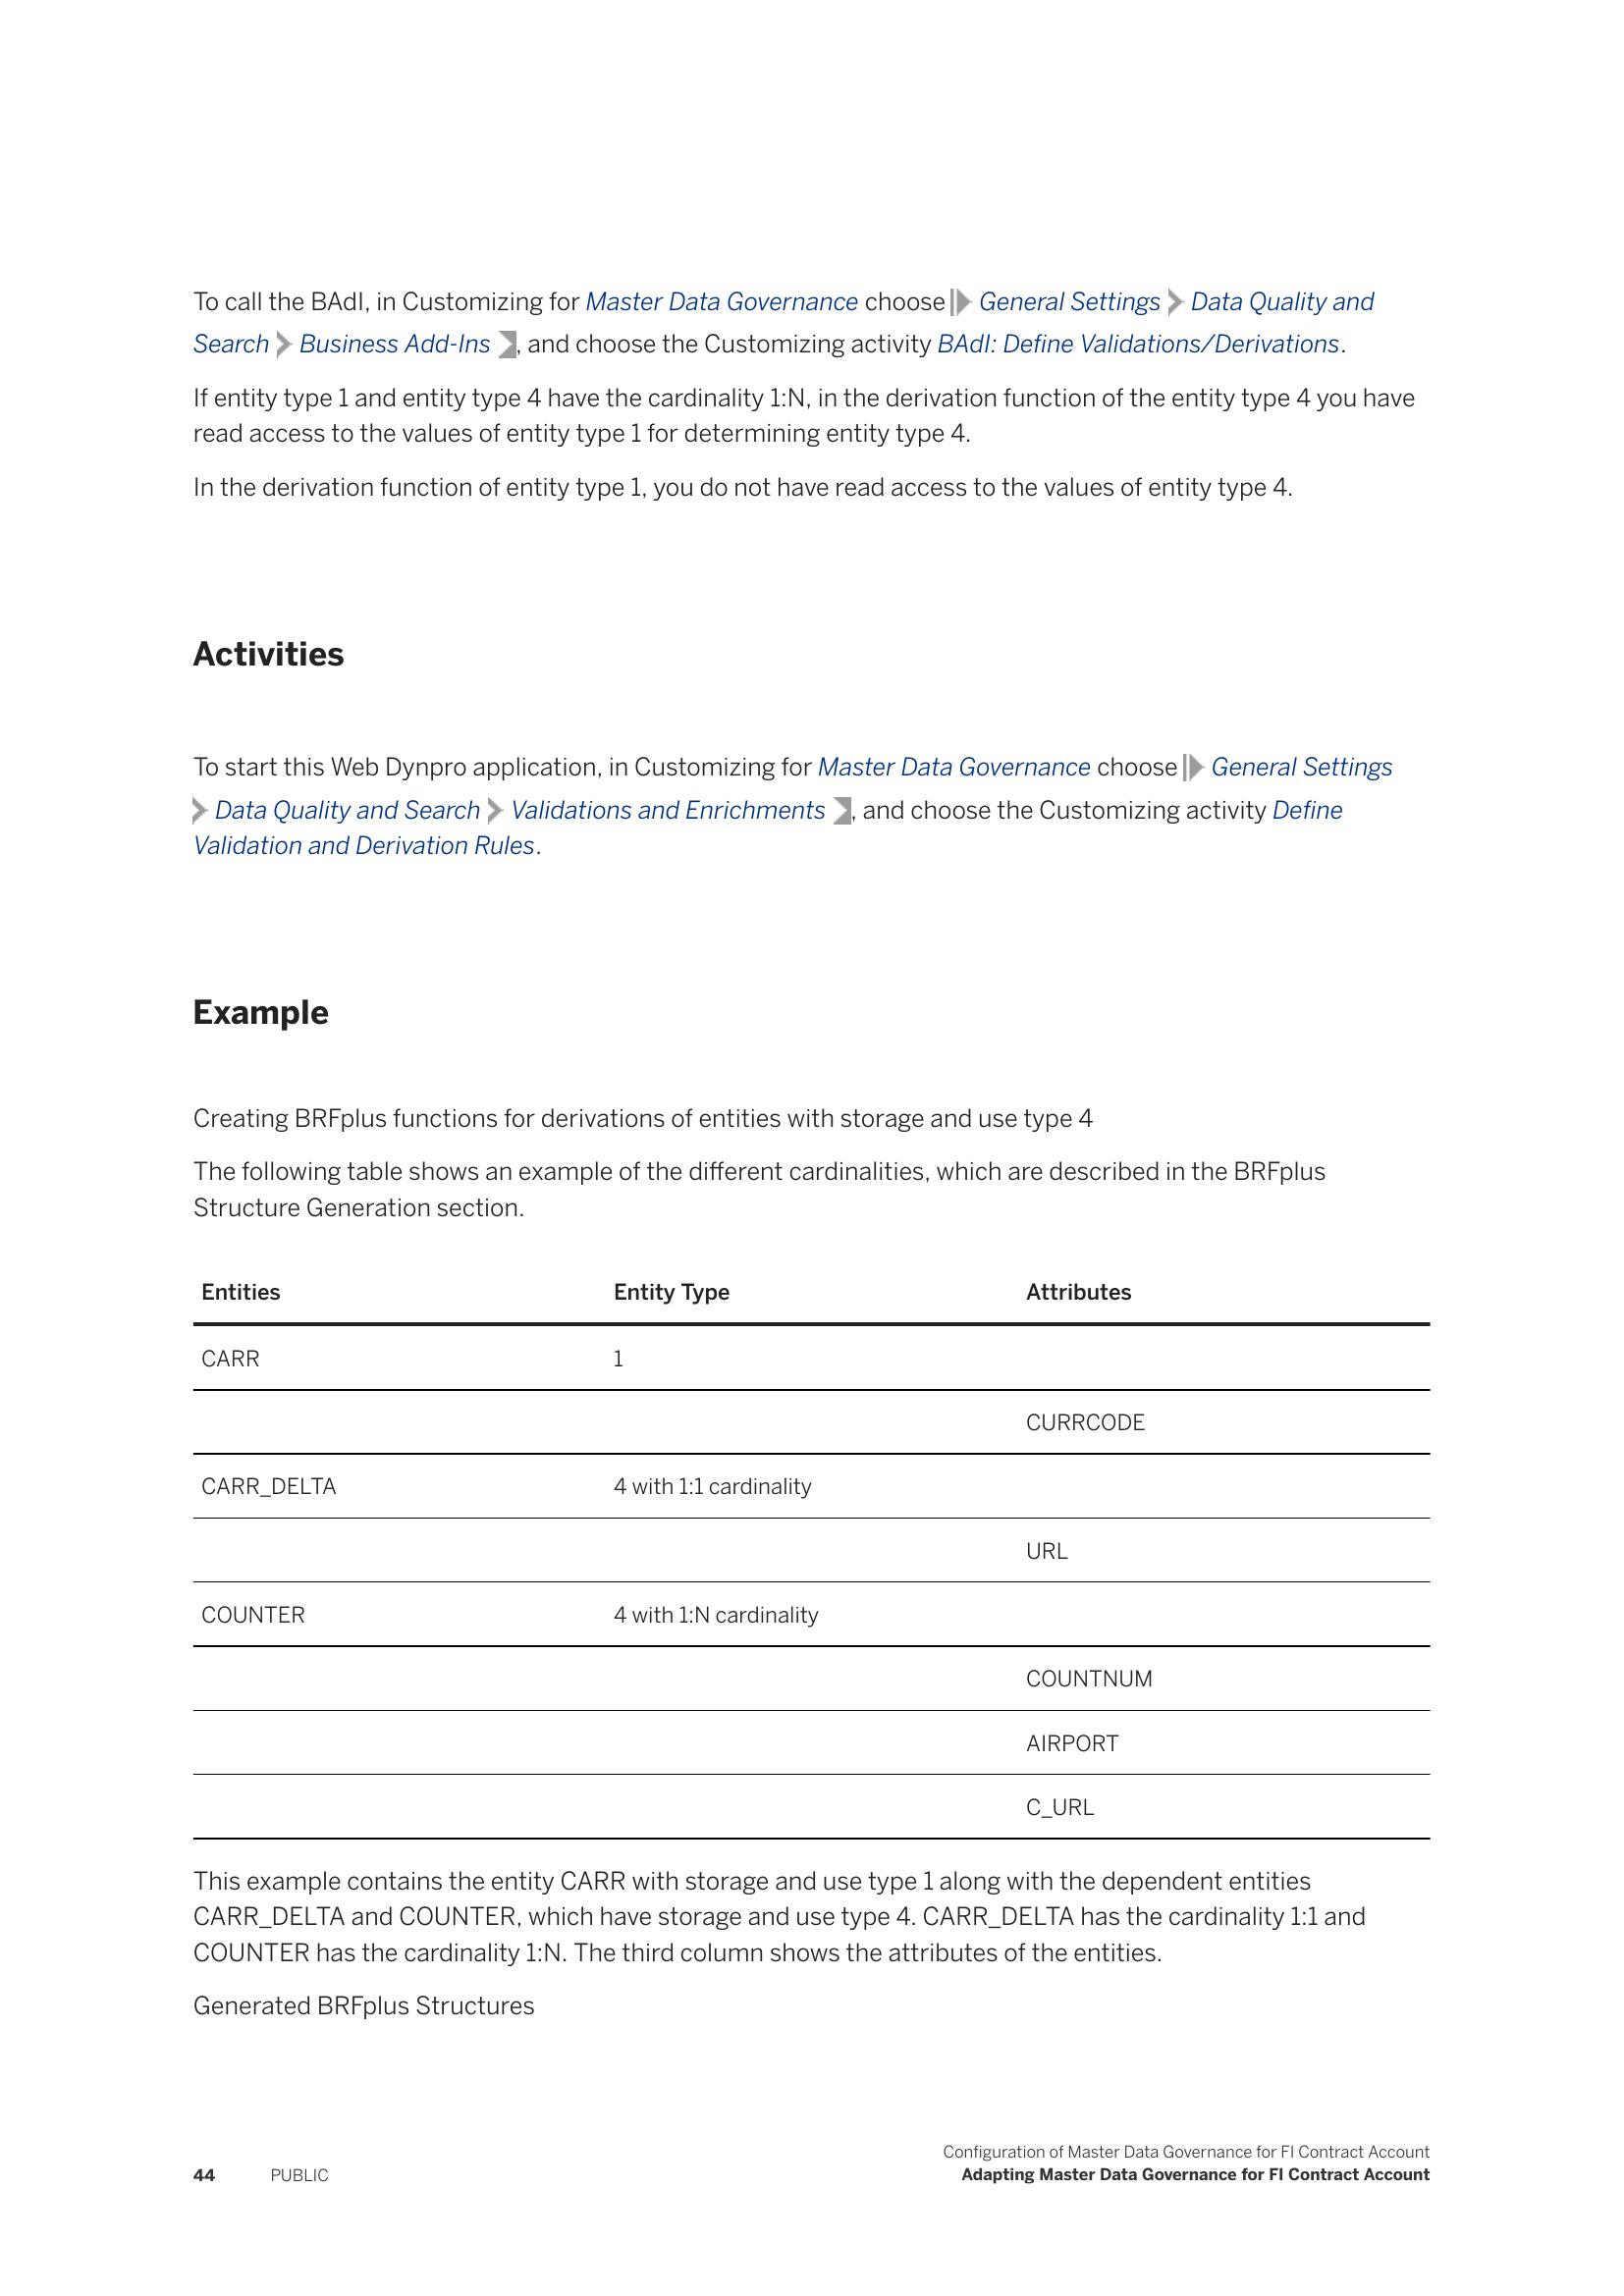 To call the BAdI, in Customizing for Master Data Governance choose General Settings Data Quality and
Search Business Add-Ins , and choose the Customizing activity BAdI: Define Validations/Derivations.
If entity type 1 and entity type 4 have the cardinality 1:N, in the derivation function of the entity type 4 you have
read access to the values of entity type 1 for determining entity type 4.
In the derivation function of entity type 1, you do not have read access to the values of entity type 4.
Activities
To start this Web Dynpro application, in Customizing for Master Data Governance choose General Settings
Data Quality and Search Validations and Enrichments , and choose the Customizing activity Define
Validation and Derivation Rules.
Example
Creating BRFplus functions for derivations of entities with storage and use type 4
The following table shows an example of the different cardinalities, which are described in the BRFplus
Structure Generation section.
Entities Entity Type Attributes
CARR 1
CURRCODE
CARR_DELTA 4 with 1:1 cardinality
URL
COUNTER 4 with 1:N cardinality
COUNTNUM
AIRPORT
C_URL
This example contains the entity CARR with storage and use type 1 along with the dependent entities
CARR_DELTA and COUNTER, which have storage and use type 4. CARR_DELTA has the cardinality 1:1 and
COUNTER has the cardinality 1:N. The third column shows the attributes of the entities.
Generated BRFplus Structures
Configuration of Master Data Governance for FI Contract Account
44 PUBLIC Adapting Master Data Governance for FI Contract Account